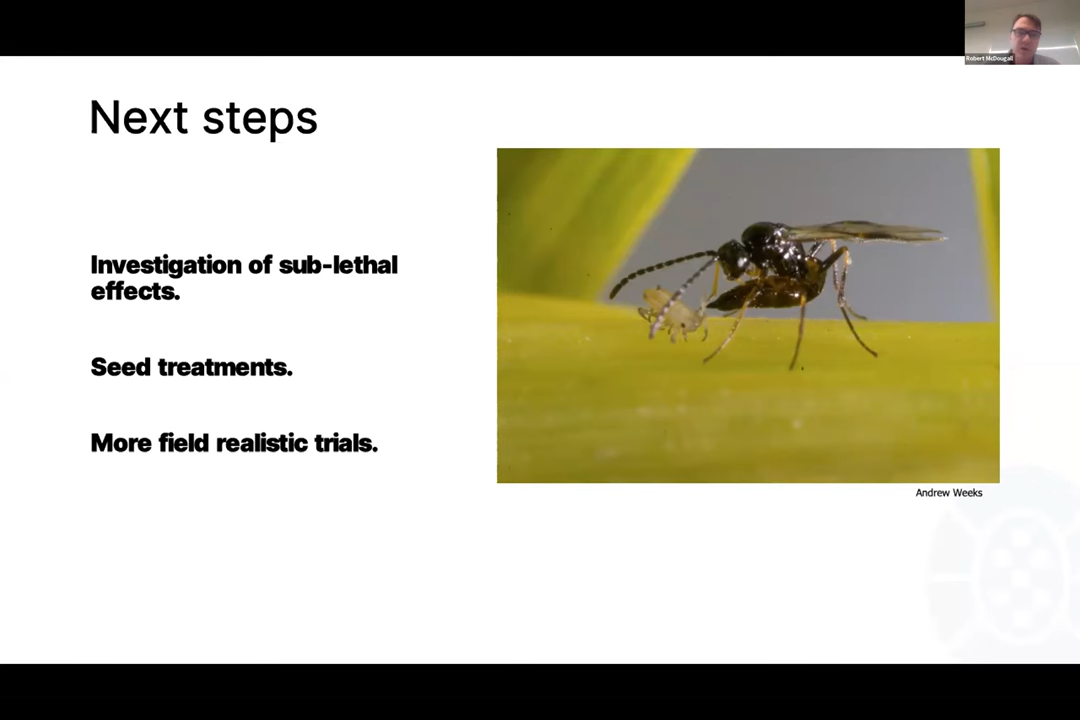 Robert McDougall
Next steps
Investigation of sub-lethal
effects.
Seed treatments.
More field realistic trials.
Andrew Weeks